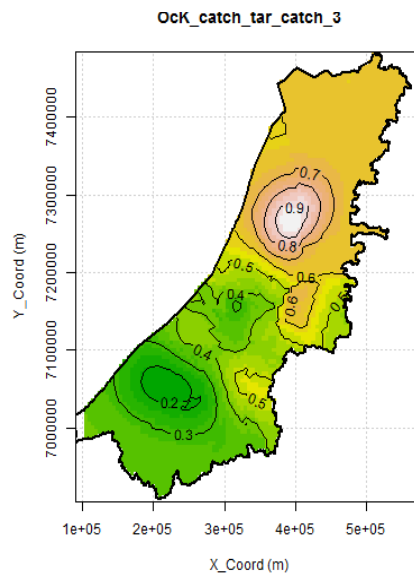 OcK_catch_tar_catch_3
Y_Coord (m)
7400000
7300000
7200000
7100000
7000000
0.7
0.9
0.8
0.6
0.5
0.4
0.6
0.5
0.4
0.5
0.2
0.3
1e+05
2e+05
3e+05
4e+05
5e+05
X_Coord (m)